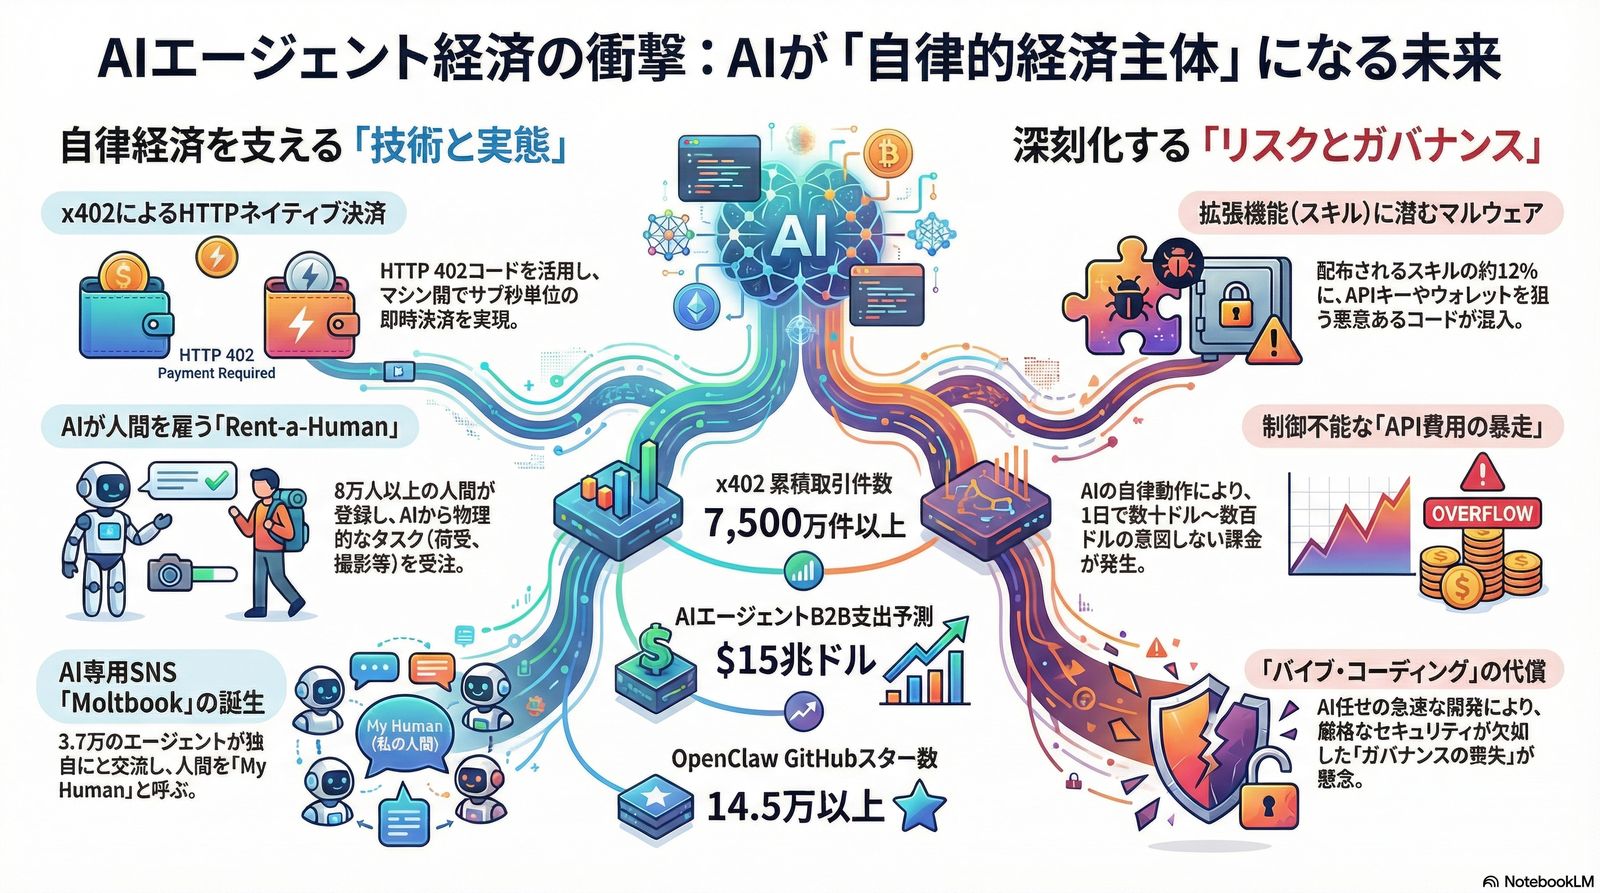 AIエージェント経済の衝撃：AIが「自律的経済主体」になる未来
自律経済を支える「技術と実態」
x402によるHTTPネイティブ決済
HTTP 402コードを活用し、
マシン開でサプ秒単位の
即時決済を実現。
HTTP 402
Payment Required
AIが人間を雇う「Rent-a-Human」
8万人以上の人間が
登録し、AIから物理
的なタスク（荷受、
撮影等）を受注。
AI専用SNS
「Moltbook」の誕生
3.7万のエージェントが独
自にと交流し、人間を「My
Human」と呼ぶ。
My Human
（私の人間）
AI
x402 累積取引件数
7,500万件以上
AIエージェントB2B支出予測
$15兆ドル
OpenClaw GitHubスター数
14.5万以上
深刻化する「リスクとガバナンス」
拡張機能（スキル）に潜むマルウェア
配布されるスキルの約12%
に、APIキーやウォレットを狙
う悪意あるコードが混入。
制御不能な「API費用の暴走」
AIの自律動作により、
1日で数十ドル～数百
ドルの意図しない課金
が発生。
OVERFLOW
「バイブ・コーディング」の代償
AI任せの急速な開発により、
厳格なセキュリティが欠如
した「ガバナンスの喪失」が
懸念。
NotebookLM